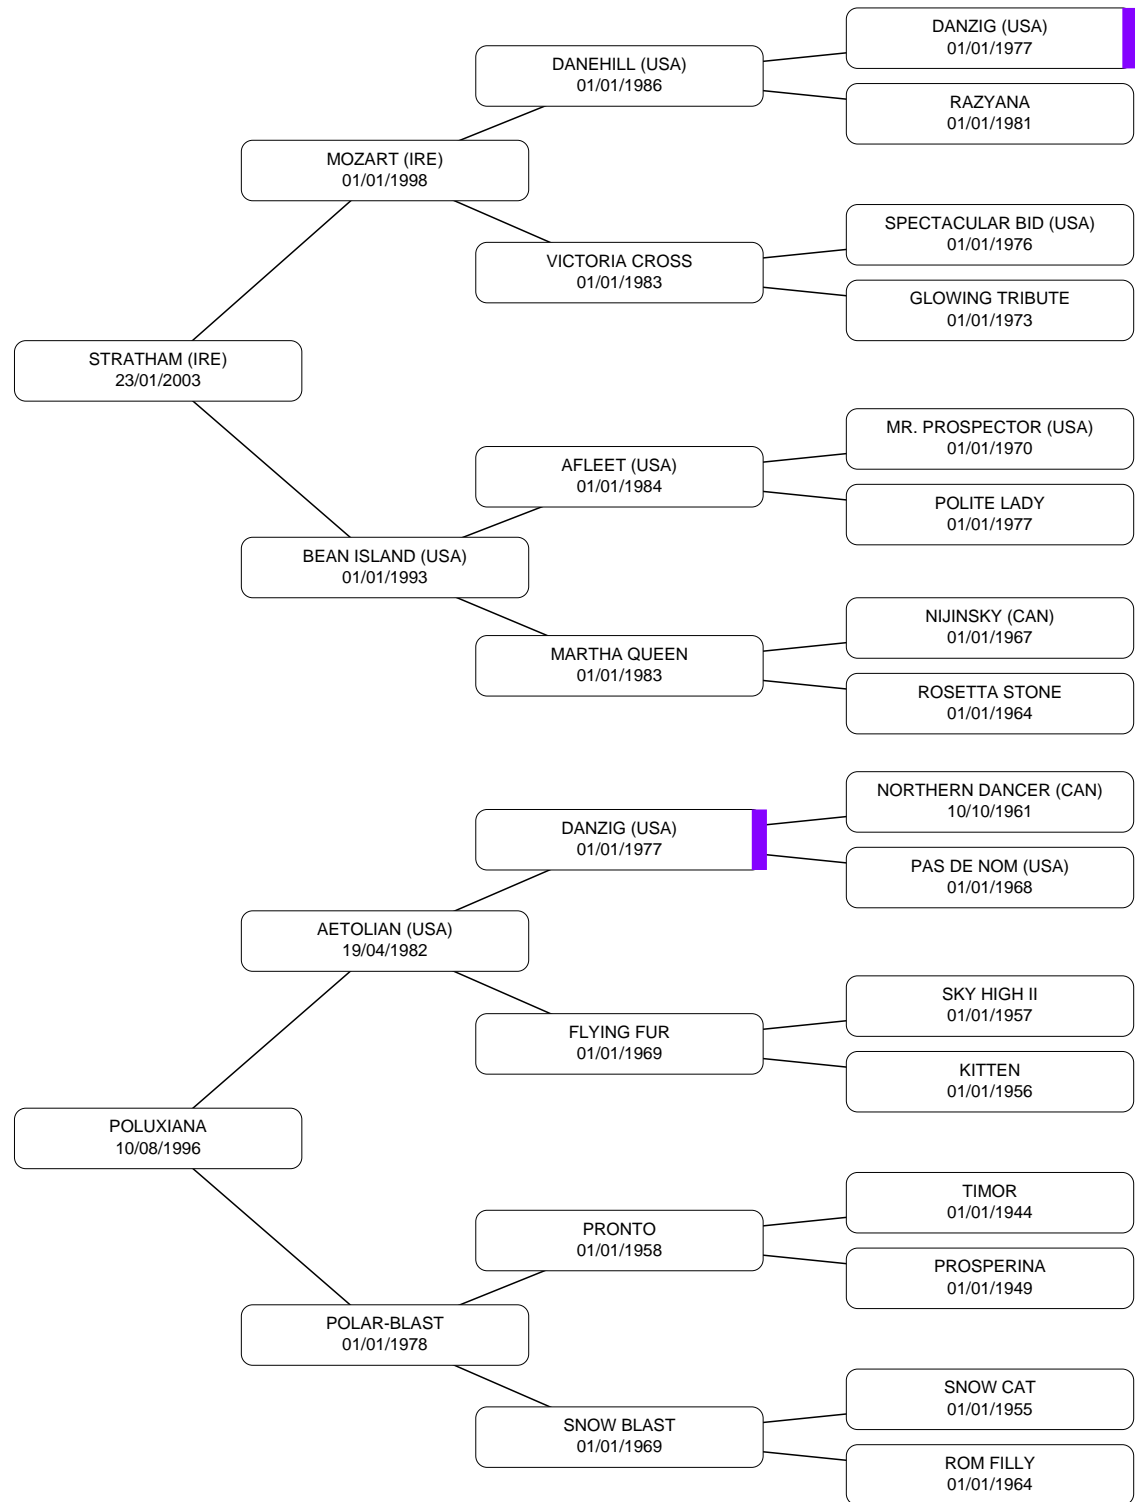 DANZIG (USA)
01/01/1977
DANEHILL (USA)
01/01/1986
RAZYANA
01/01/1981
MOZART (IRE)
01/01/1998
SPECTACULAR BID (USA)
01/01/1976
VICTORIA CROSS
01/01/1983
GLOWING TRIBUTE
01/01/1973
STRATHAM (IRE)
23/01/2003
MR. PROSPECTOR (USA)
01/01/1970
AFLEET (USA)
01/01/1984
POLITE LADY
01/01/1977
BEAN ISLAND (USA)
01/01/1993
NIJINSKY (CAN)
01/01/1967
MARTHA QUEEN
01/01/1983
ROSETTA STONE
01/01/1964
NORTHERN DANCER (CAN)
10/10/1961
DANZIG (USA)
01/01/1977
PAS DE NOM (USA)
01/01/1968
AETOLIAN (USA)
19/04/1982
SKY HIGH II
01/01/1957
FLYING FUR
01/01/1969
KITTEN
01/01/1956
POLUXIANA
10/08/1996
TIMOR
01/01/1944
PRONTO
01/01/1958
PROSPERINA
01/01/1949
POLAR-BLAST
01/01/1978
SNOW CAT
01/01/1955
SNOW BLAST
01/01/1969
ROM FILLY
01/01/1964